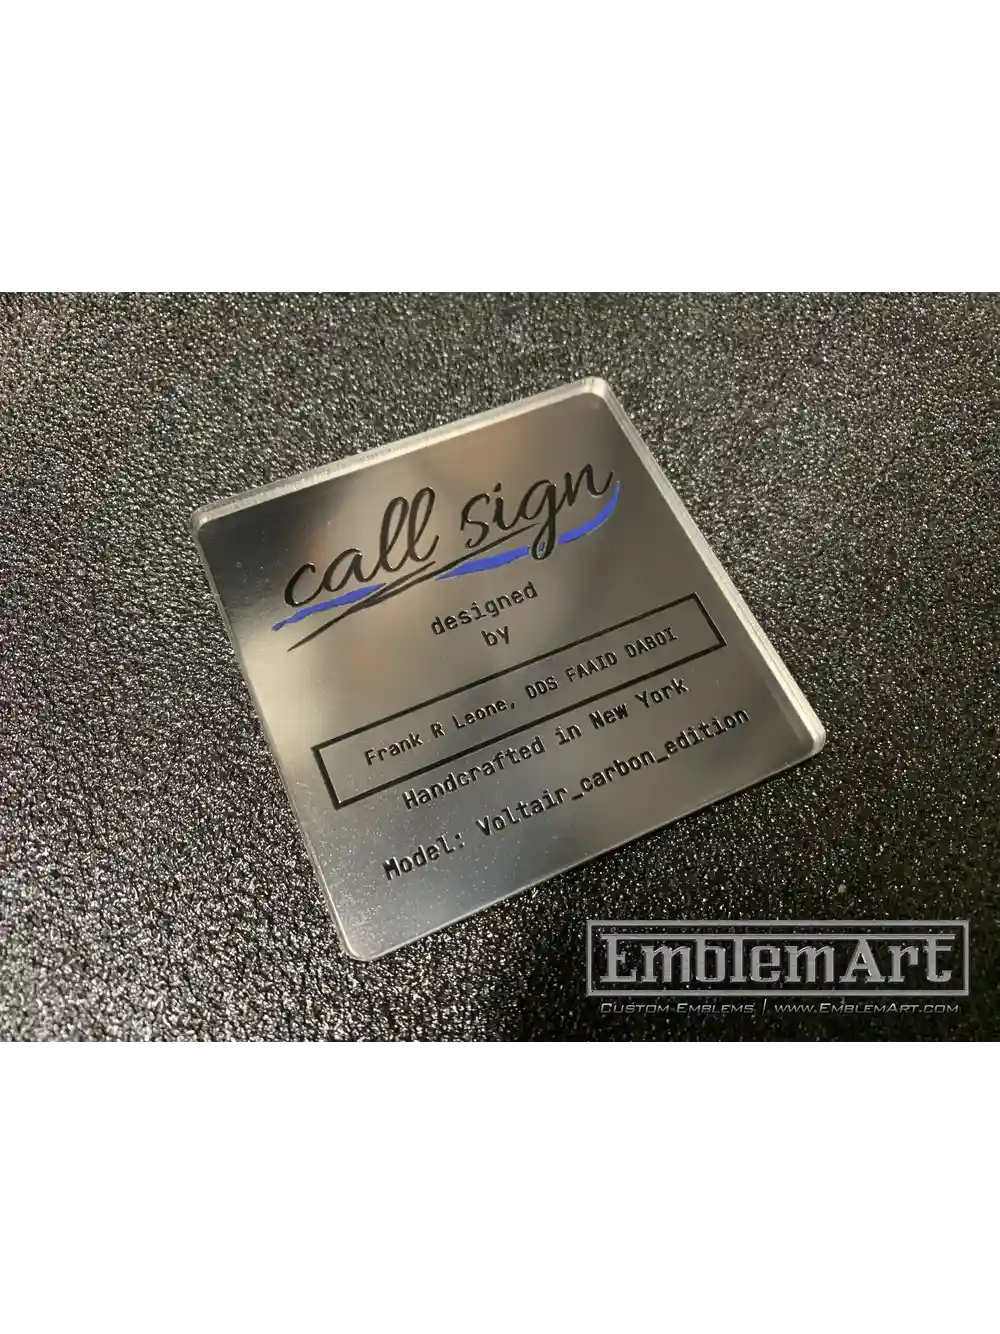 call sign
designed
by
Frank R Leone, DDS FAAID DABOI
Handcrafted in New York
Model: Voltair_carbon_edition
EmblemArt
Custom Emblems | www.EmblemArt.com